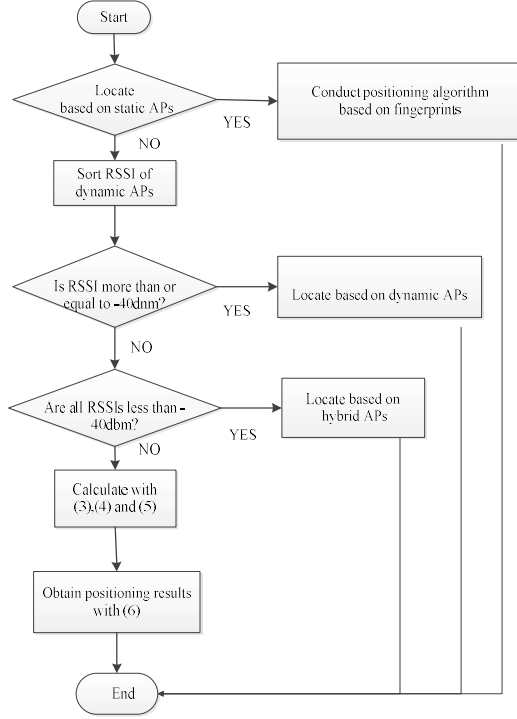 Start
Locate
based on static APs
Conduct positioning algorithm
based on fingerprints
YES
NO
Sort RSSI of
dynamic APs
Is RSSI more than or
equal to -40dnm?
Locate based on dynamic APs
YES
NO
Are all RSSIs less than -
40dbm?
Locate based on
hybrid APs
YES
NO
Calculate with
(3),(4) and (5)
Obtain positioning results
with (6)
End